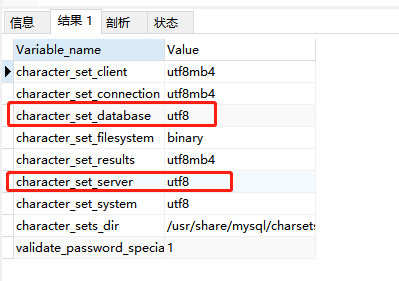 信息 结果 1 剖析 状态
Variable_name Value
character_set_client utf8mb4
character_set_connection utf8mb4
character_set_database utf8
character_set_filesystem binary
character_set_results utf8mb4
character_set_server utf8
character_set_system utf8
character_sets_dir /usr/share/mysql/charsets
validate_password_specia 1